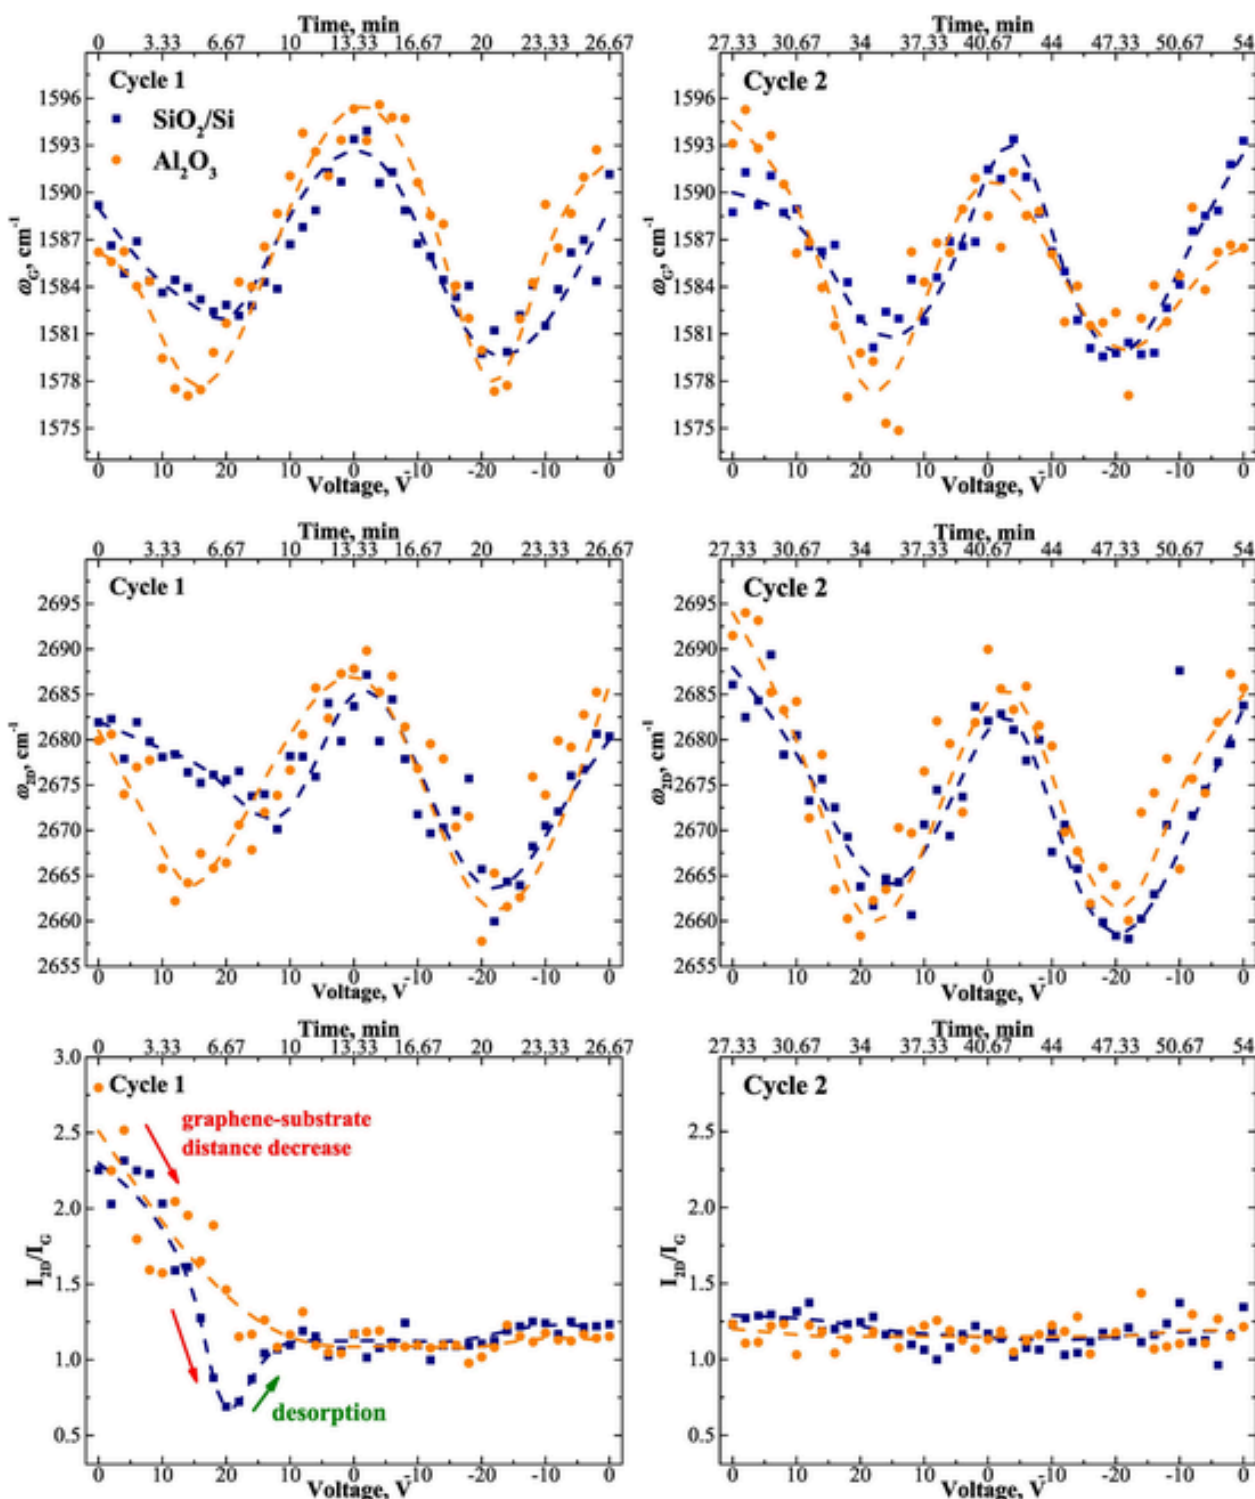 Time, min
0 3.33 6.67 10 13.33 16.67 20 23.33 26.67
Cycle 1
SiO₂/Si
Al₂O₃
1596
1593
1590
1587
1584
1581
1578
1575
ω_G, cm⁻¹
0 10 20 10 0 -10 -20 -10 0
Voltage, V
Time, min
27.33 30.67 34 37.33 40.67 44 47.33 50.67 54
Cycle 2
1596
1593
1590
1587
1584
1581
1578
1575
ω_G, cm⁻¹
0 10 20 10 0 -10 -20 -10 0
Voltage, V
Time, min
0 3.33 6.67 10 13.33 16.67 20 23.33 26.67
Cycle 1
2695
2690
2685
2680
2675
2670
2665
2660
2655
ω_2D, cm⁻¹
0 10 20 10 0 -10 -20 -10 0
Voltage, V
Time, min
27.33 30.67 34 37.33 40.67 44 47.33 50.67 54
Cycle 2
2695
2690
2685
2680
2675
2670
2665
2660
2655
ω_2D, cm⁻¹
0 10 20 10 0 -10 -20 -10 0
Voltage, V
Time, min
0 3.33 6.67 10 13.33 16.67 20 23.33 26.67
Cycle 1
graphene-substrate
distance decrease
desorption
3.0
2.5
2.0
1.5
1.0
0.5
I_2D/I_G
0 10 20 10 0 -10 -20 -10 0
Voltage, V
Time, min
27.33 30.67 34 37.33 40.67 44 47.33 50.67 54
Cycle 2
2.5
2.0
1.5
1.0
0.5
I_2D/I_G
0 10 20 10 0 -10 -20 -10 0
Voltage, V